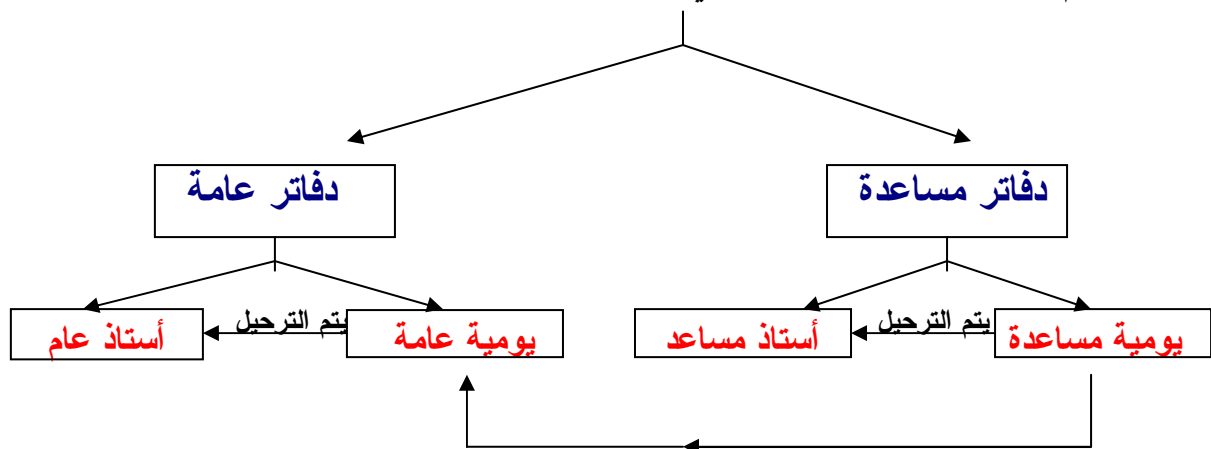 دفاتر مساعدة
دفاتر عامة
يومية مساعدة
يتم الترحيل
أستاذ مساعد
يومية عامة
يتم الترحيل
أستاذ عام